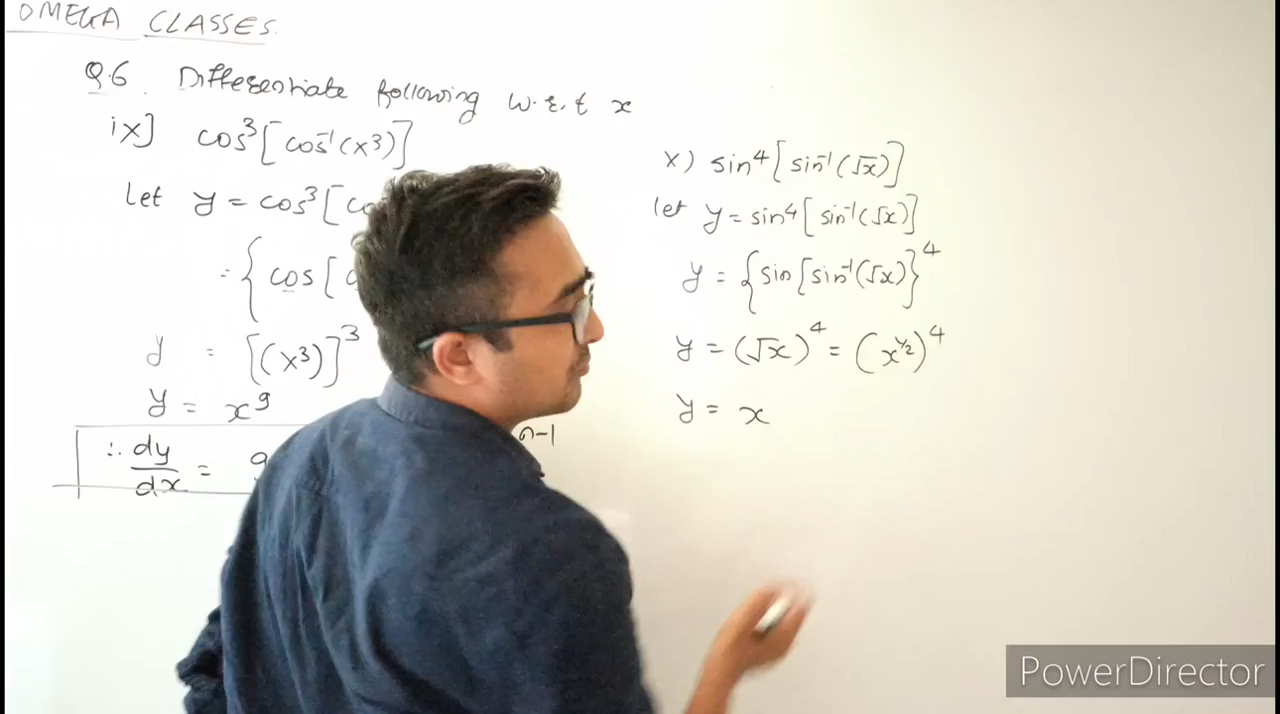 OMEGA CLASSES.
Q.6. Differentiate following w.r.t x
ix] cos³[cos⁻¹(x³)]
Let y = cos³[co
= {cos[
y = [(x³)]³
y = x⁹
∴ dy/dx = 9
n-1
x) sin⁴[sin⁻¹(√x)]
let y = sin⁴[sin⁻¹(√x)]
y = {sin[sin⁻¹(√x)}⁴
y = (√x)⁴ = (x^½)⁴
y = x
PowerDirector